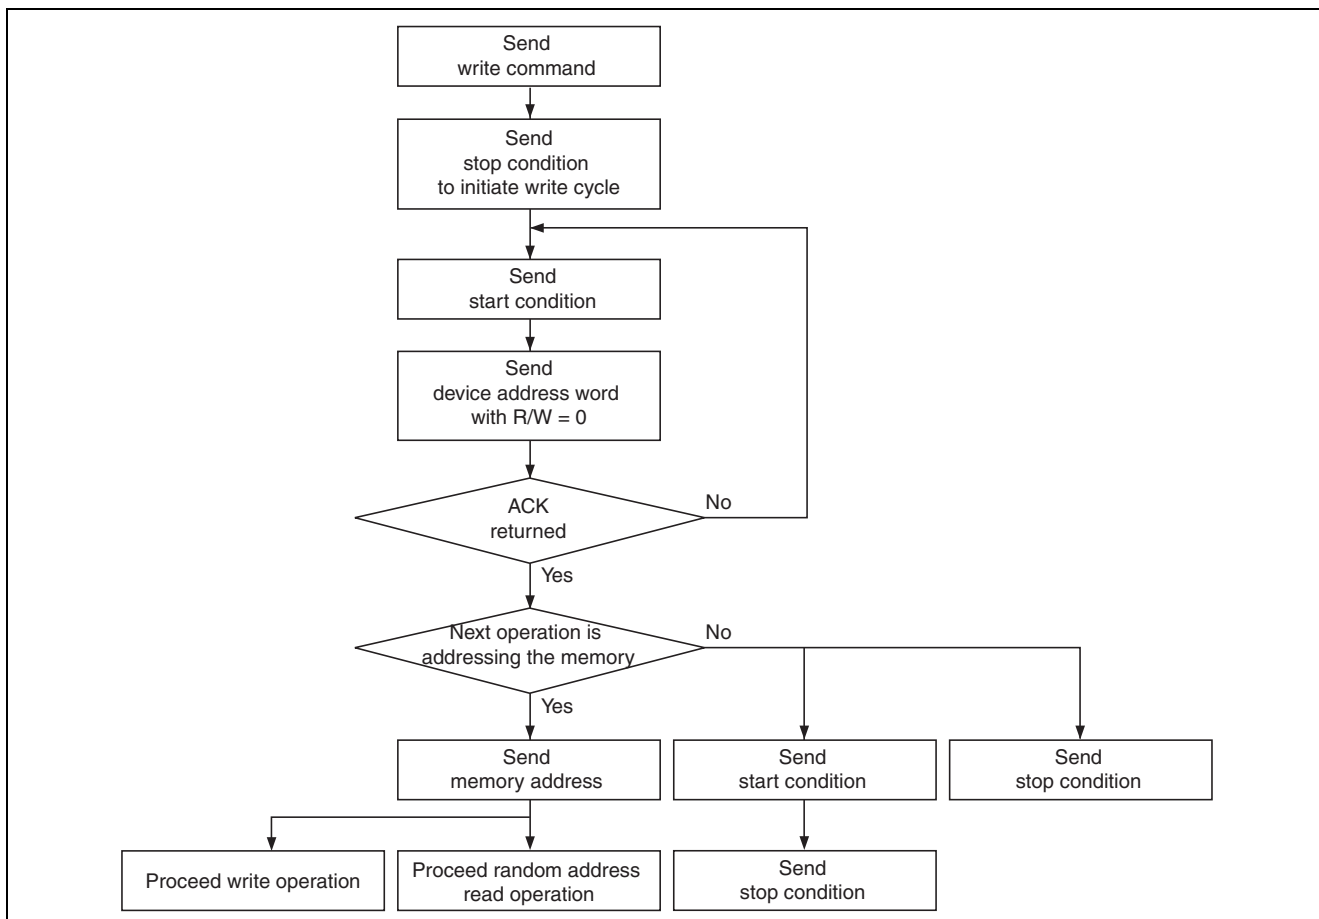 Send
write command
Send
stop condition
to initiate write cycle
Send
start condition
Send
device address word
with R/W = 0
ACK
returned
No
Yes
Next operation is
addressing the memory
No
Yes
Send
memory address
Send
start condition
Send
stop condition
Proceed write operation
Proceed random address
read operation
Send
stop condition